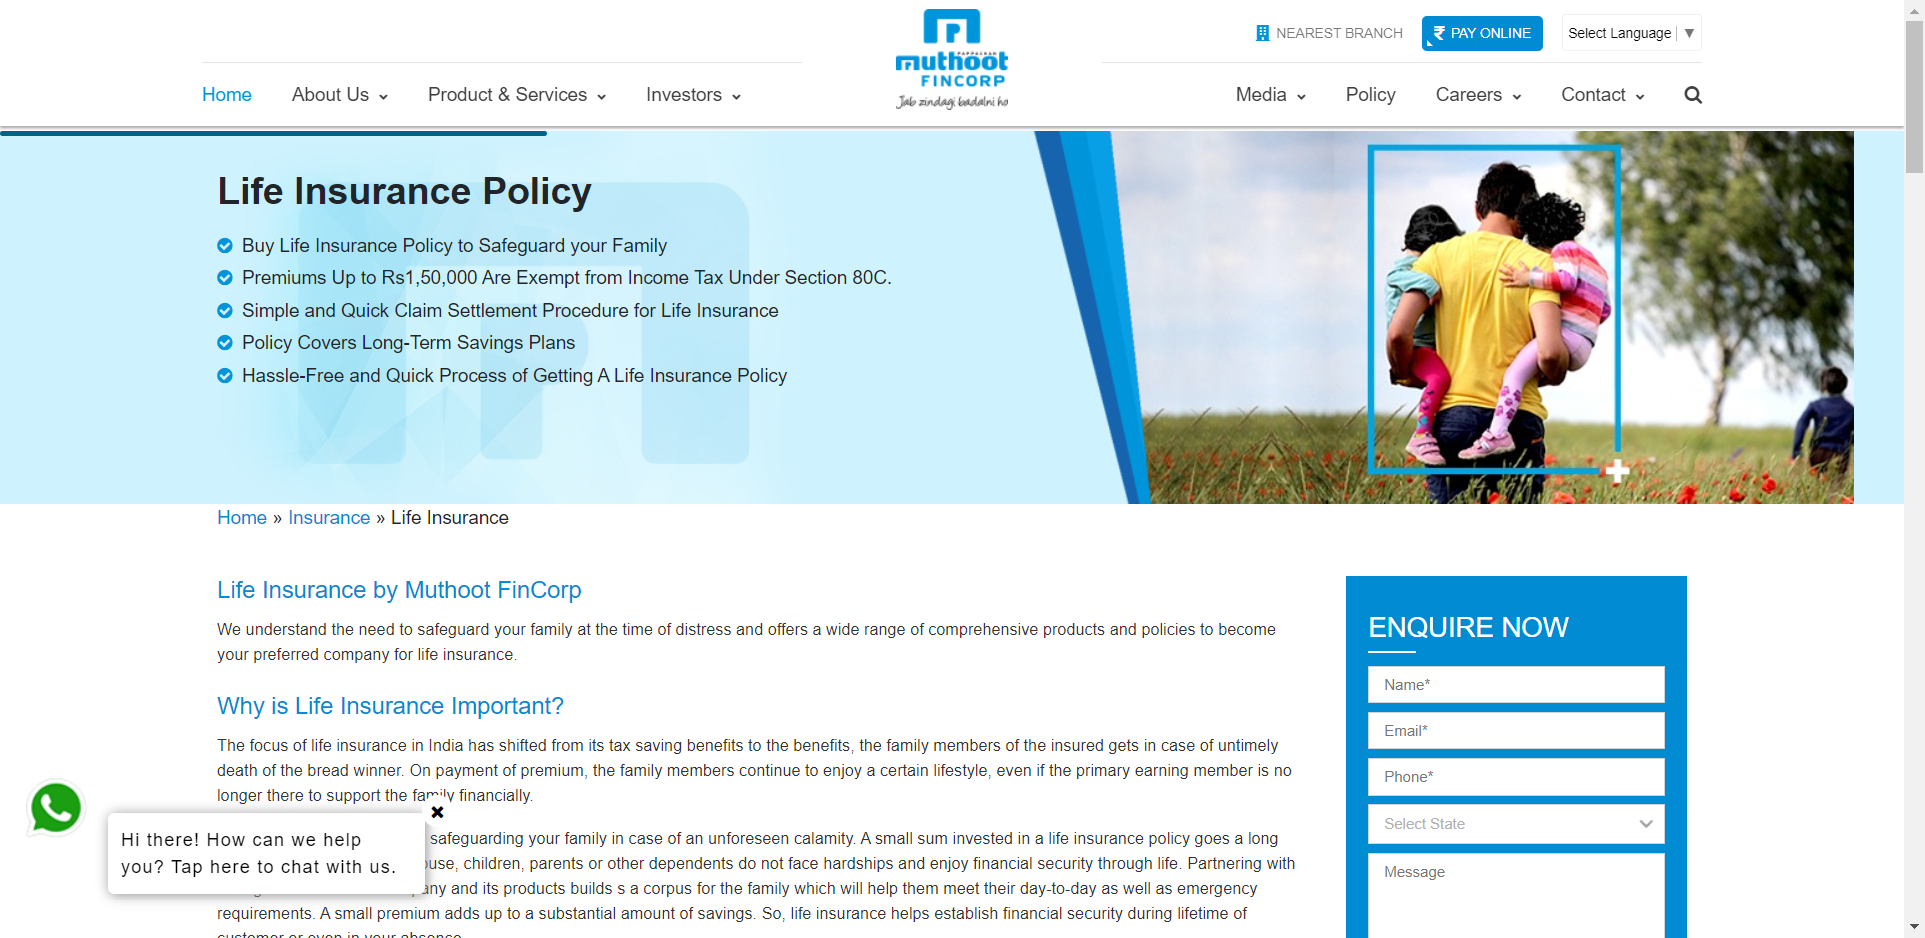 NEAREST BRANCH
PAY ONLINE
Select Language ▼
PAPPACHAN
muthoot
FINCORP
Jab zindagi badalni ho
Home
About Us
Product & Services
Investors
Media
Policy
Careers
Contact
Life Insurance Policy
Buy Life Insurance Policy to Safeguard your Family
Premiums Up to Rs1,50,000 Are Exempt from Income Tax Under Section 80C.
Simple and Quick Claim Settlement Procedure for Life Insurance
Policy Covers Long-Term Savings Plans
Hassle-Free and Quick Process of Getting A Life Insurance Policy
Home » Insurance » Life Insurance
Life Insurance by Muthoot FinCorp
We understand the need to safeguard your family at the time of distress and offers a wide range of comprehensive products and policies to become
your preferred company for life insurance.
Why is Life Insurance Important?
The focus of life insurance in India has shifted from its tax saving benefits to the benefits, the family members of the insured gets in case of untimely
death of the bread winner. On payment of premium, the family members continue to enjoy a certain lifestyle, even if the primary earning member is no
longer there to support the family financially.
safeguarding your family in case of an unforeseen calamity. A small sum invested in a life insurance policy goes a long
children, parents or other dependents do not face hardships and enjoy financial security through life. Partnering with
and its products builds s a corpus for the family which will help them meet their day-to-day as well as emergency
requirements. A small premium adds up to a substantial amount of savings. So, life insurance helps establish financial security during lifetime of
customer or even in your absence
Hi there! How can we help
you? Tap here to chat with us.
ENQUIRE NOW
Name*
Email*
Phone*
Select State
Message